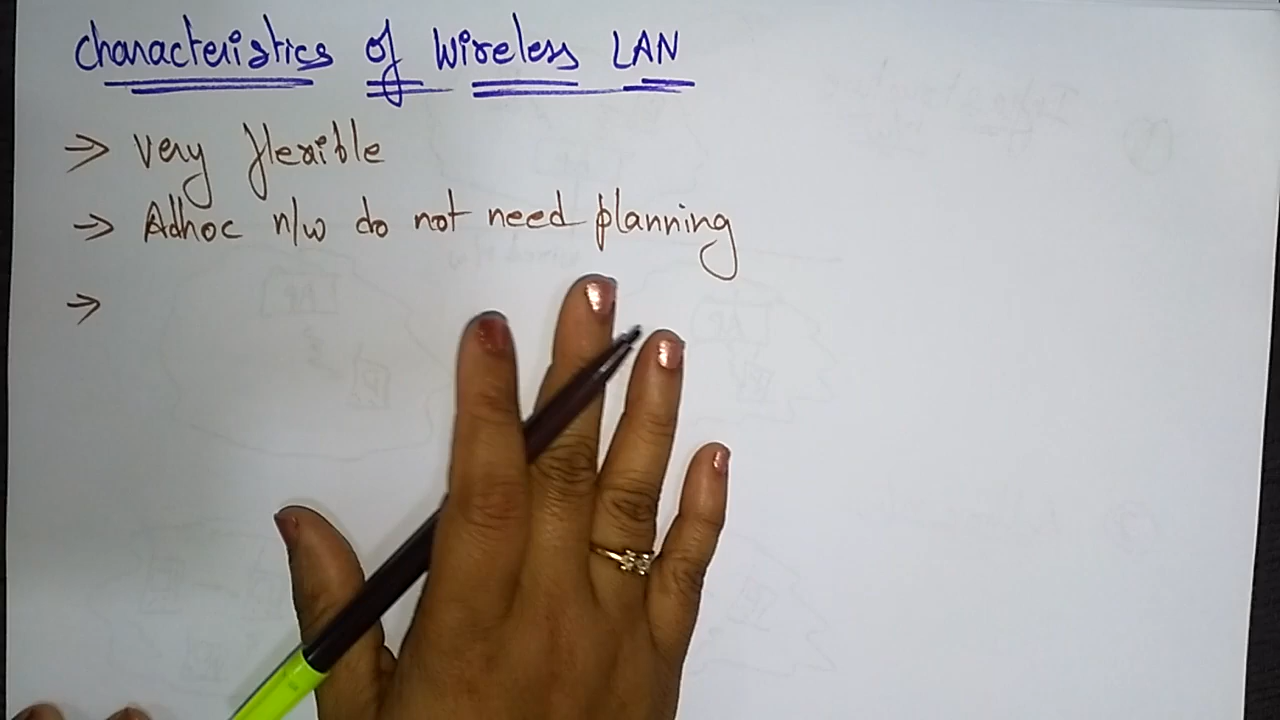 Characteristics of Wireless LAN
→ Very flexible
→ Adhoc n/w do not need planning
→